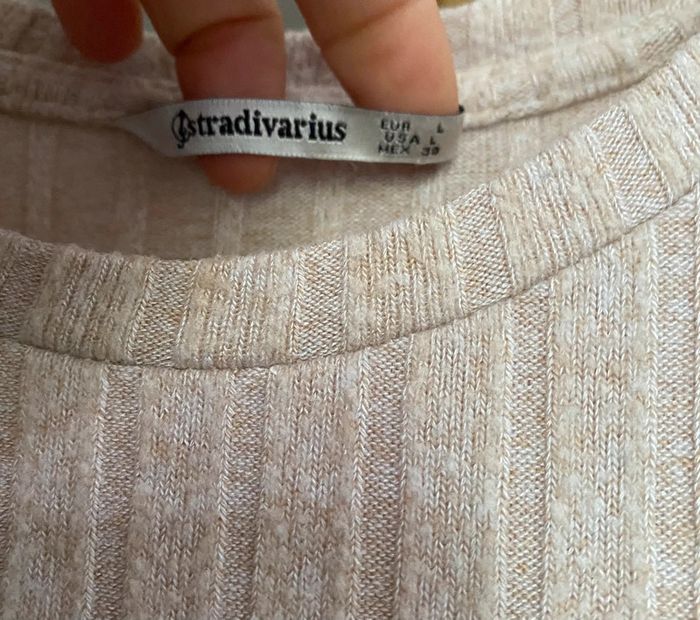 stradivarius
EUR L
USA L
MEX 30